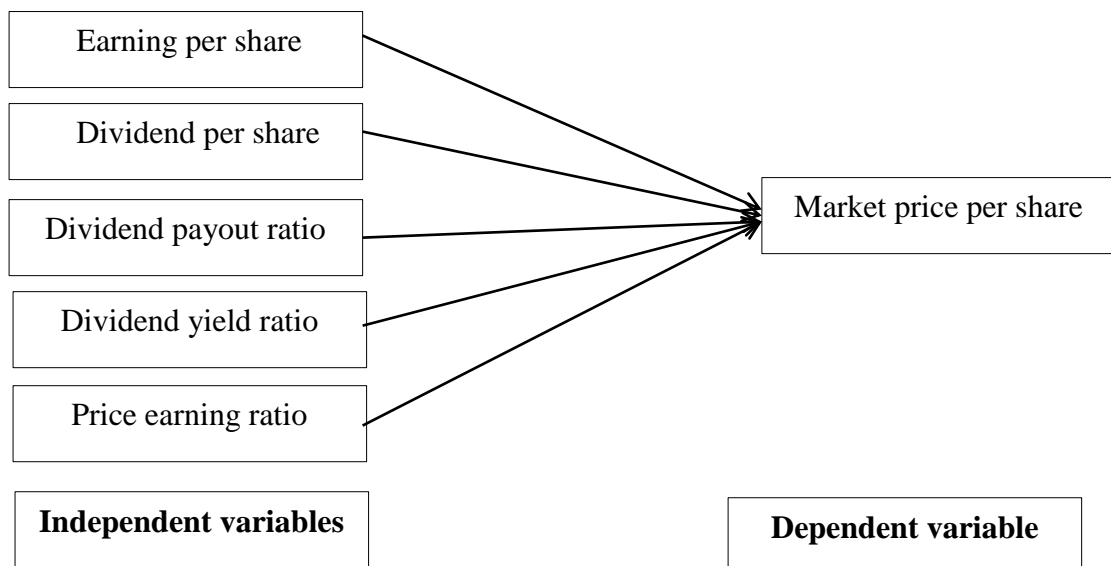 Earning per share
Dividend per share
Dividend payout ratio
Dividend yield ratio
Price earning ratio
Independent variables
Market price per share
Dependent variable